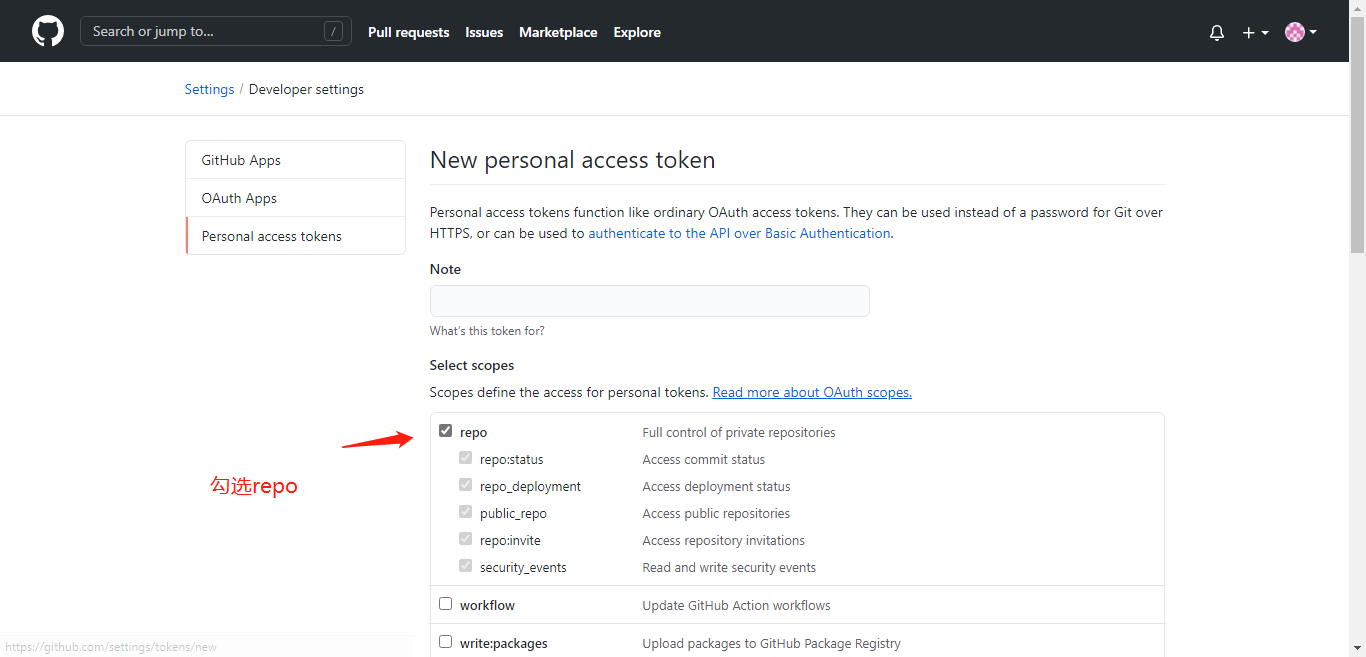 Search or jump to... /
Pull requests
Issues
Marketplace
Explore
Settings / Developer settings
GitHub Apps
OAuth Apps
Personal access tokens
New personal access token
Personal access tokens function like ordinary OAuth access tokens. They can be used instead of a password for Git over
HTTPS, or can be used to authenticate to the API over Basic Authentication.
Note
What's this token for?
Select scopes
Scopes define the access for personal tokens. Read more about OAuth scopes.
repo Full control of private repositories
repo:status Access commit status
repo_deployment Access deployment status
public_repo Access public repositories
repo:invite Access repository invitations
security_events Read and write security events
勾选repo
workflow Update GitHub Action workflows
write:packages Upload packages to GitHub Package Registry
https://github.com/settings/tokens/new